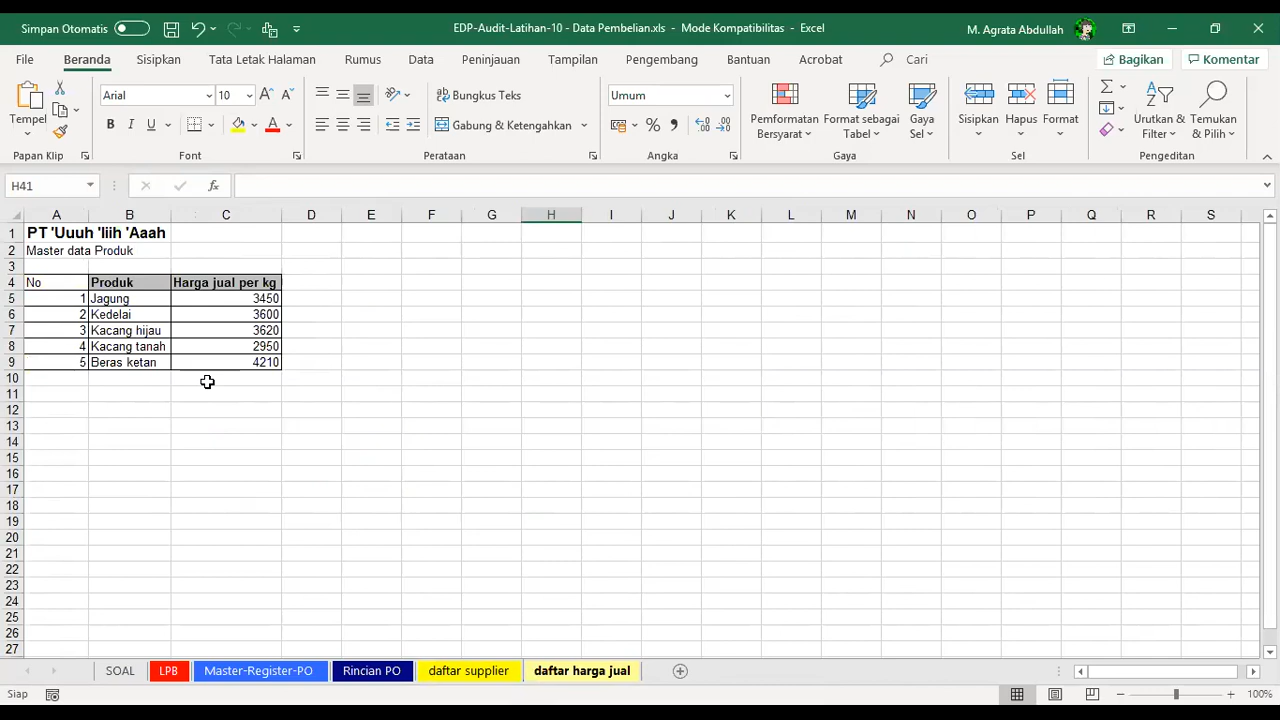 Simpan Otomatis
EDP-Audit-Latihan-10 - Data Pembelian.xls - Mode Kompatibilitas - Excel
M. Agrata Abdullah
File Beranda Sisipkan Tata Letak Halaman Rumus Data Peninjauan Tampilan Pengembang Bantuan Acrobat Cari Bagikan Komentar
Tempel
Arial 10
B I U A
Bungkus Teks
Gabung & Ketengahkan
Umum
Pemformatan Bersyarat
Format sebagai Tabel
Gaya Sel
Sisipkan Hapus Format
Urutkan & Filter
Temukan & Pilih
Papan Klip Font Perataan Angka Gaya Sel Pengeditan
H41 fx
A B C D E F G H I J K L M N O P Q R S
1 PT 'Uuuh 'Iiih 'Aaah
2 Master data Produk
3
4 No Produk Harga jual per kg
5 1 Jagung 3450
6 2 Kedelai 3600
7 3 Kacang hijau 3620
8 4 Kacang tanah 2950
9 5 Beras ketan 4210
10
11
12
13
14
15
16
17
18
19
20
21
22
23
24
25
26
27
SOAL LPB Master-Register-PO Rincian PO daftar supplier daftar harga jual
Siap 100%